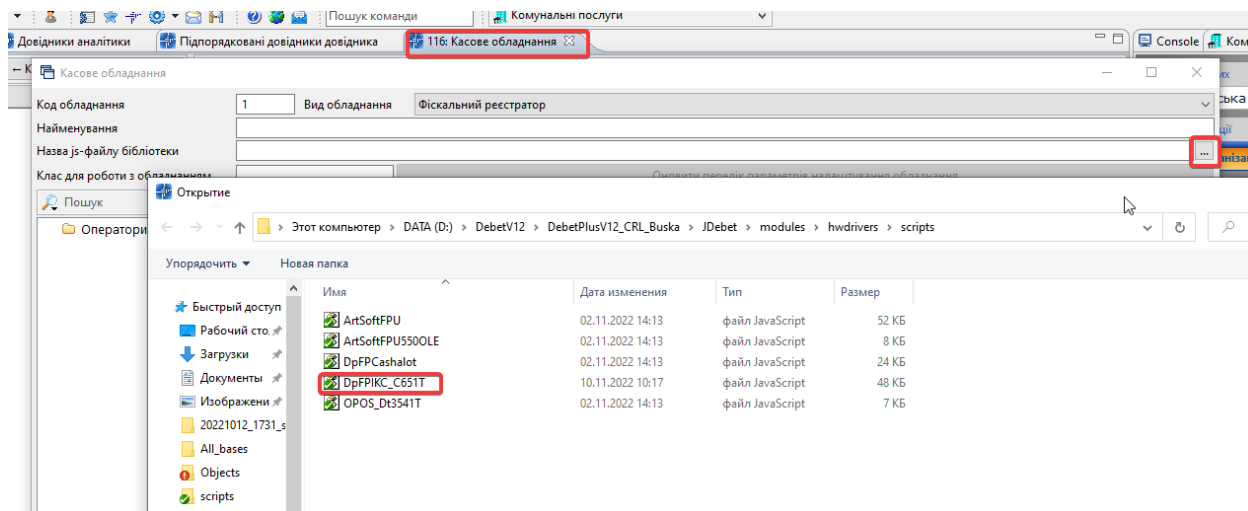 Пошук команди
Комунальні послуги
Довідники аналітики
Підпорядковані довідники довідника
116: Касове обладнання
Console
Ком
← К
Касове обладнання
их
Код обладнання
1
Вид обладнання
Фіскальний реєстратор
ська
Найменування
ції
Назва js-файлу бібліотеки
...
аніза
Клас для роботи з обладнанням
Оновити перелік параметрів налаштування обладнання
Пошук
Открытие
Оператори
Этот компьютер > DATA (D:) > DebetV12 > DebetPlusV12_CRL_Buska > JDebet > modules > hwdrivers > scripts
Упорядочить
Новая папка
Имя
Дата изменения
Тип
Размер
Быстрый доступ
Рабочий сто.
ArtSoftFPU
02.11.2022 14:13
файл JavaScript
52 КБ
ArtSoftFPU550OLE
02.11.2022 14:13
файл JavaScript
8 КБ
Загрузки
DpFPCashalot
02.11.2022 14:13
файл JavaScript
24 КБ
Документы
DpFPIKC_C651T
10.11.2022 10:17
файл JavaScript
48 КБ
Изображени
OPOS_Dt3541T
02.11.2022 14:13
файл JavaScript
7 КБ
20221012_1731_s
All_bases
Objects
scripts